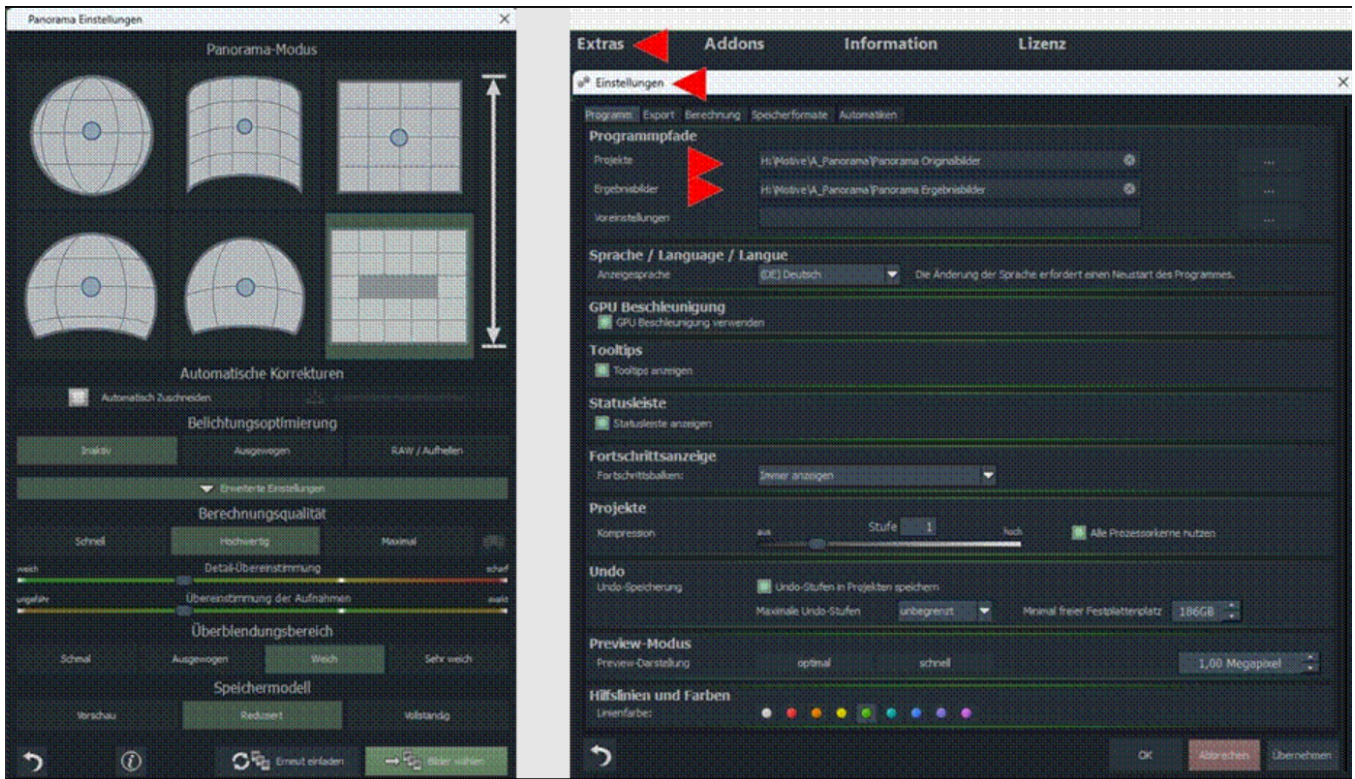 Panorama Einstellungen
Panorama-Modus
Automatische Korrekturen
Automatisch Zuschneiden
Belichtungsoptimierung
Inaktiv Ausgewogen RAW / Aufhellen
Erweiterte Einstellungen
Berechnungsqualität
Schnell Hochwertig Maximal
weich Detail-Übereinstimmung scharf
ungefähr Übereinstimmung der Aufnahmen exakt
Überblendungsbereich
Schmal Ausgewogen Weich Sehr weich
Speichermodell
Vorschau Reduziert Vollständig
Erneut einladen Bilder wählen
Extras Addons Information Lizenz
Einstellungen
Programm Export Berechnung Speicherformate Automatiken
Programmpfade
Projekte H:\Motive\A_Panorama\Panorama Originalbilder ...
Ergebnisbilder H:\Motive\A_Panorama\Panorama Ergebnisbilder ...
Voreinstellungen ...
Sprache / Language / Langue
Anzeigesprache (DE) Deutsch Die Änderung der Sprache erfordert einen Neustart des Programmes.
GPU Beschleunigung
GPU Beschleunigung verwenden
Tooltips
Tooltips anzeigen
Statusleiste
Statusleiste anzeigen
Fortschrittsanzeige
Fortschrittsbalken: Immer anzeigen
Projekte
Kompression aus Stufe 1 hoch Alle Prozessorkerne nutzen
Undo
Undo-Speicherung Undo-Stufen in Projekten speichern
Maximale Undo-Stufen unbegrenzt Minimal freier Festplattenplatz 186GB
Preview-Modus
Preview-Darstellung optimal schnell 1,00 Megapixel
Hilfslinien und Farben
Linienfarbe:
OK Abbrechen Übernehmen